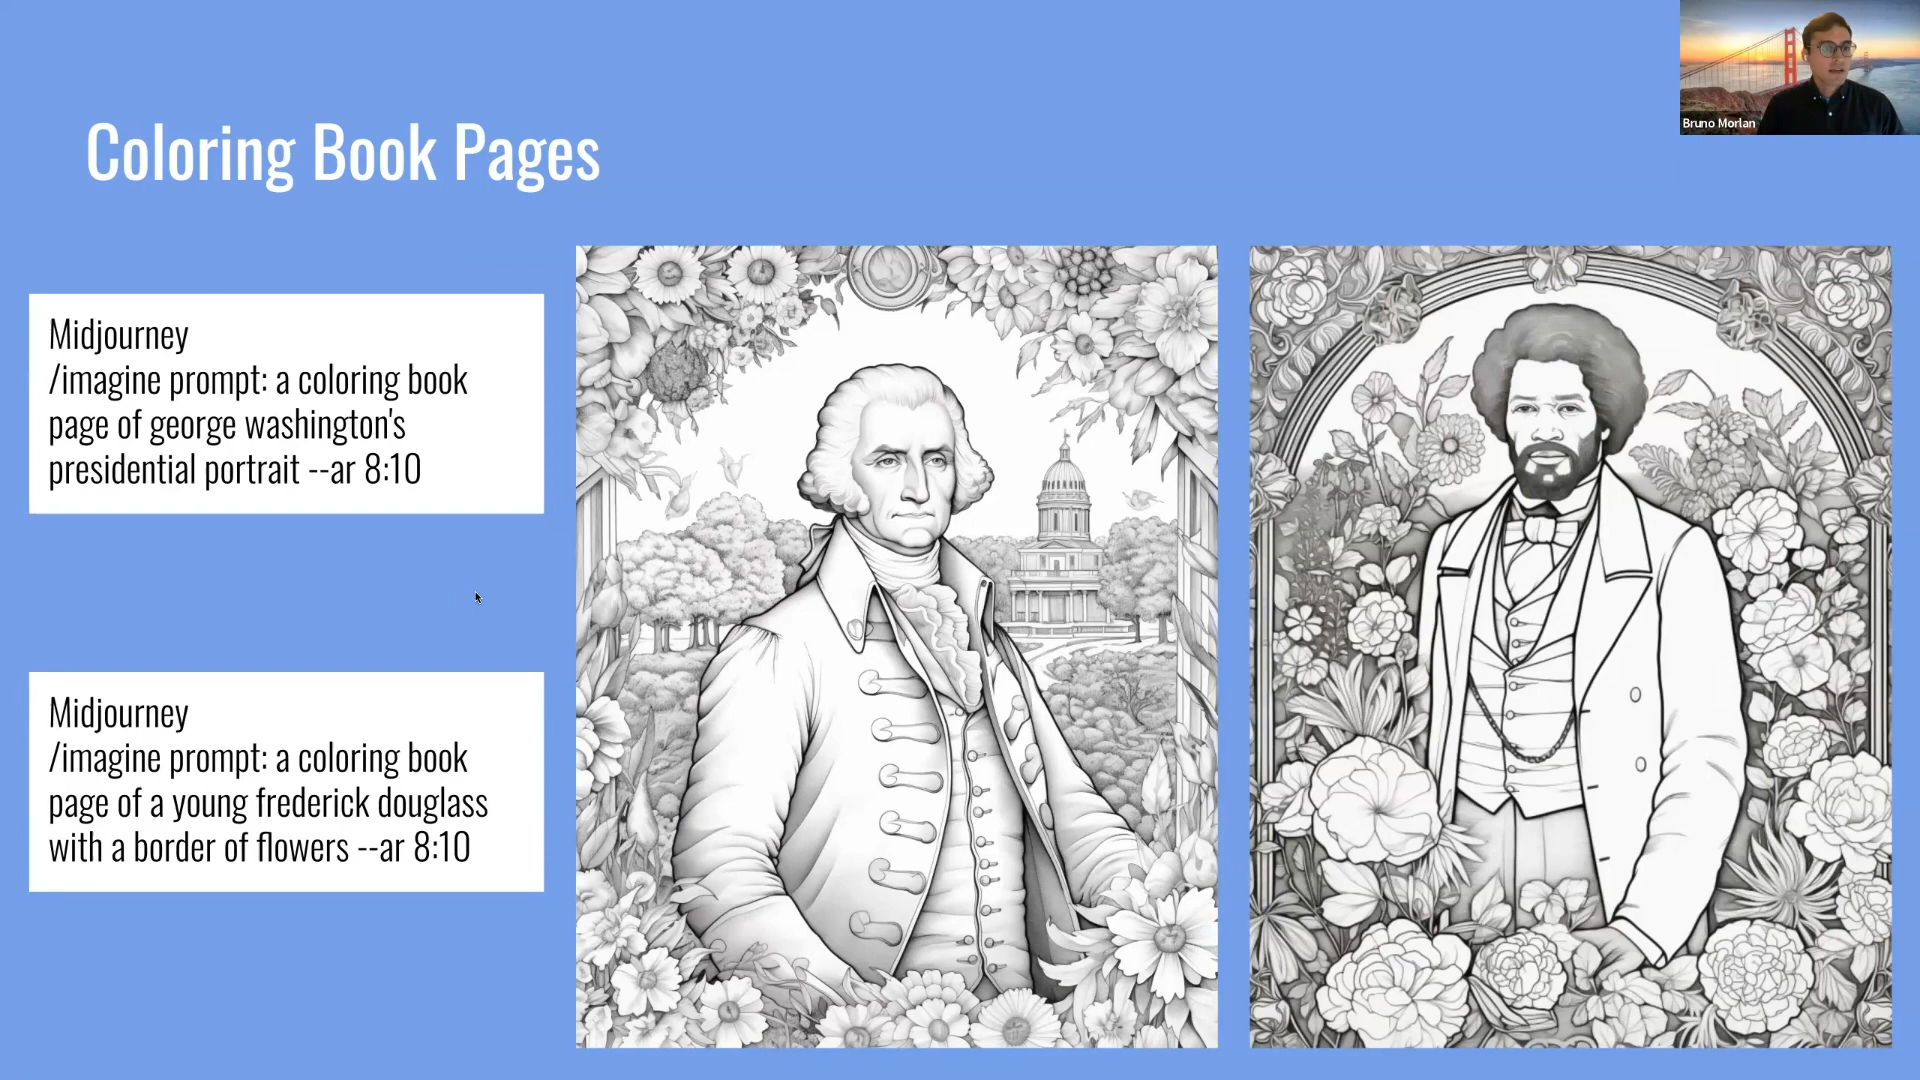 Bruno Morlan
Coloring Book Pages
Midjourney
/imagine prompt: a coloring book
page of george washington's
presidential portrait --ar 8:10
Midjourney
/imagine prompt: a coloring book
page of a young frederick douglass
with a border of flowers --ar 8:10